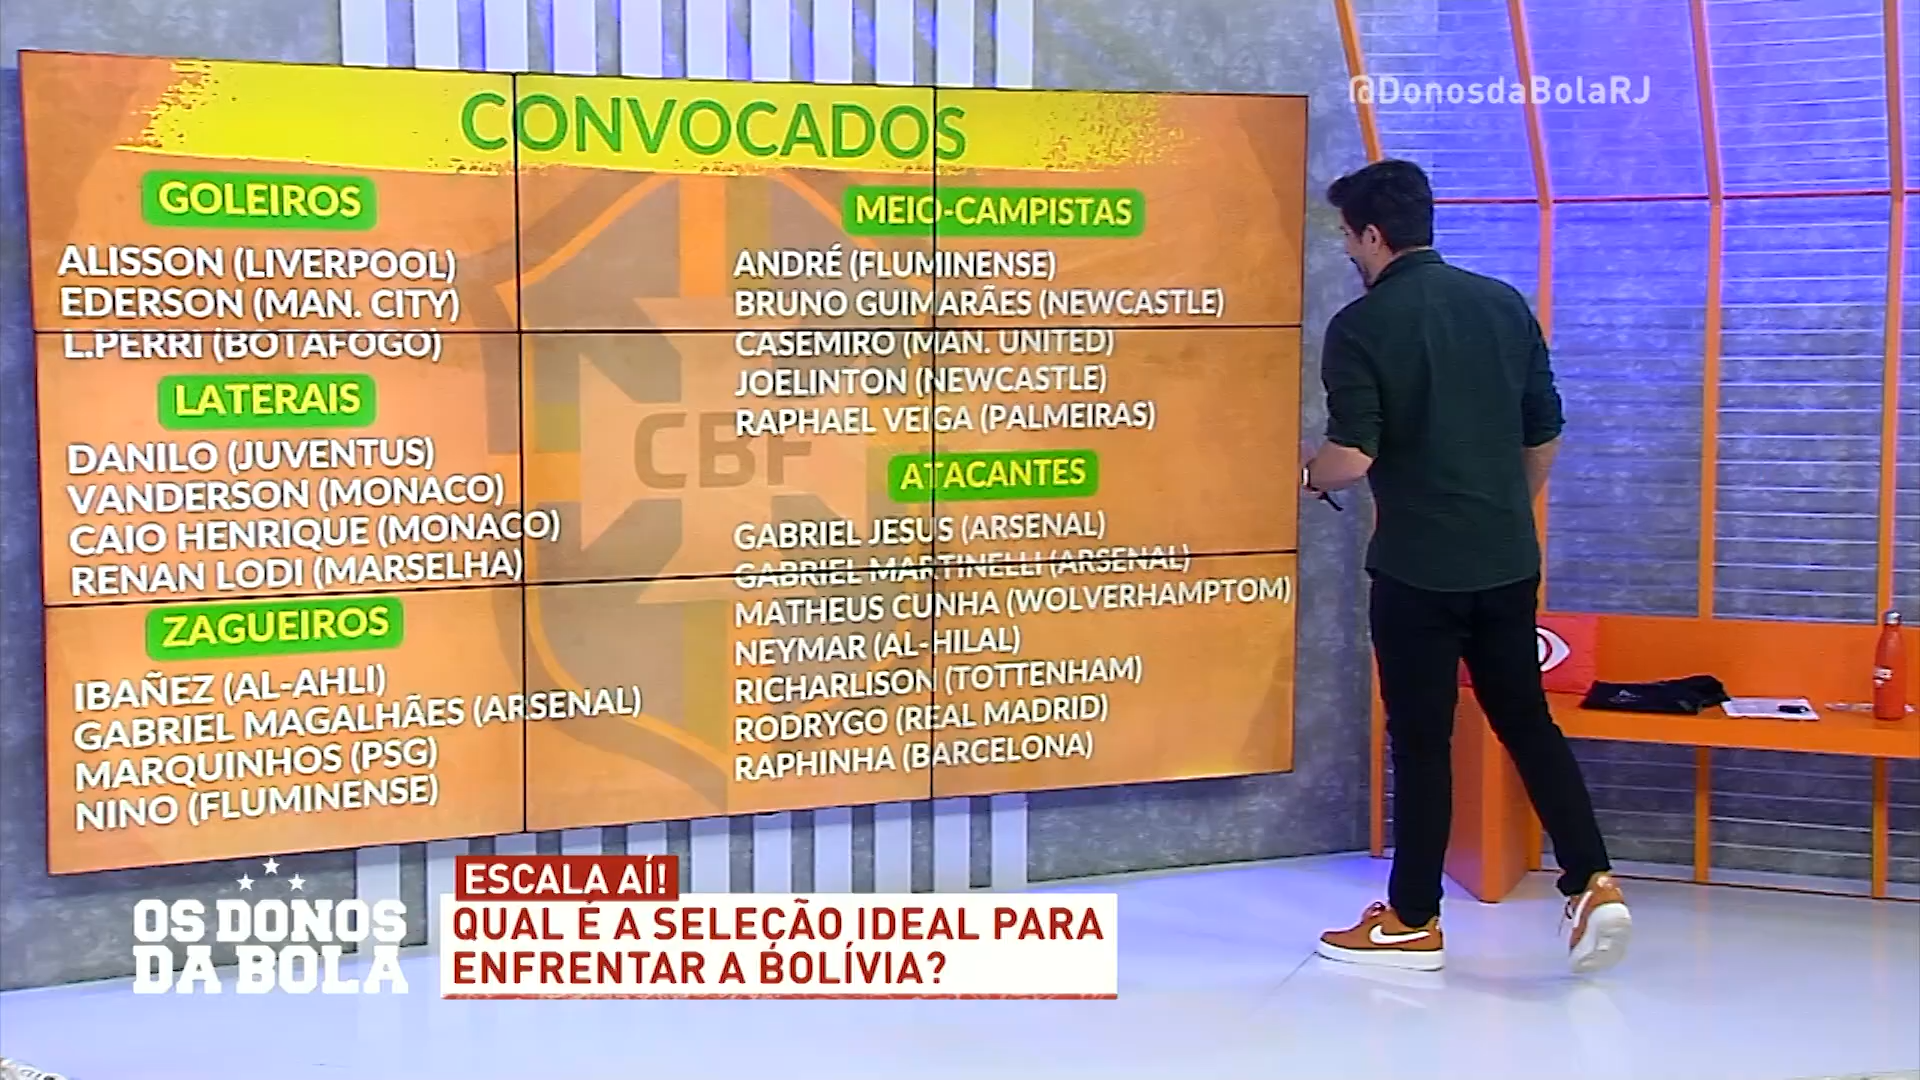 @DonosdaBolaRJ
CONVOCADOS
GOLEIROS
ALISSON (LIVERPOOL)
EDERSON (MAN. CITY)
L.PERRI (BOTAFOGO)
LATERAIS
DANILO (JUVENTUS)
VANDERSON (MONACO)
CAIO HENRIQUE (MONACO)
RENAN LODI (MARSELHA)
ZAGUEIROS
IBAÑEZ (AL-AHLI)
GABRIEL MAGALHÃES (ARSENAL)
MARQUINHOS (PSG)
NINO (FLUMINENSE)
MEIO-CAMPISTAS
ANDRÉ (FLUMINENSE)
BRUNO GUIMARÃES (NEWCASTLE)
CASEMIRO (MAN. UNITED)
JOELINTON (NEWCASTLE)
RAPHAEL VEIGA (PALMEIRAS)
ATACANTES
GABRIEL JESUS (ARSENAL)
GABRIEL MARTINELLI (ARSENAL)
MATHEUS CUNHA (WOLVERHAMPTOM)
NEYMAR (AL-HILAL)
RICHARLISON (TOTTENHAM)
RODRYGO (REAL MADRID)
RAPHINHA (BARCELONA)
CBF
OS DONOS
DA BOLA
ESCALA AÍ!
QUAL É A SELEÇÃO IDEAL PARA
ENFRENTAR A BOLÍVIA?